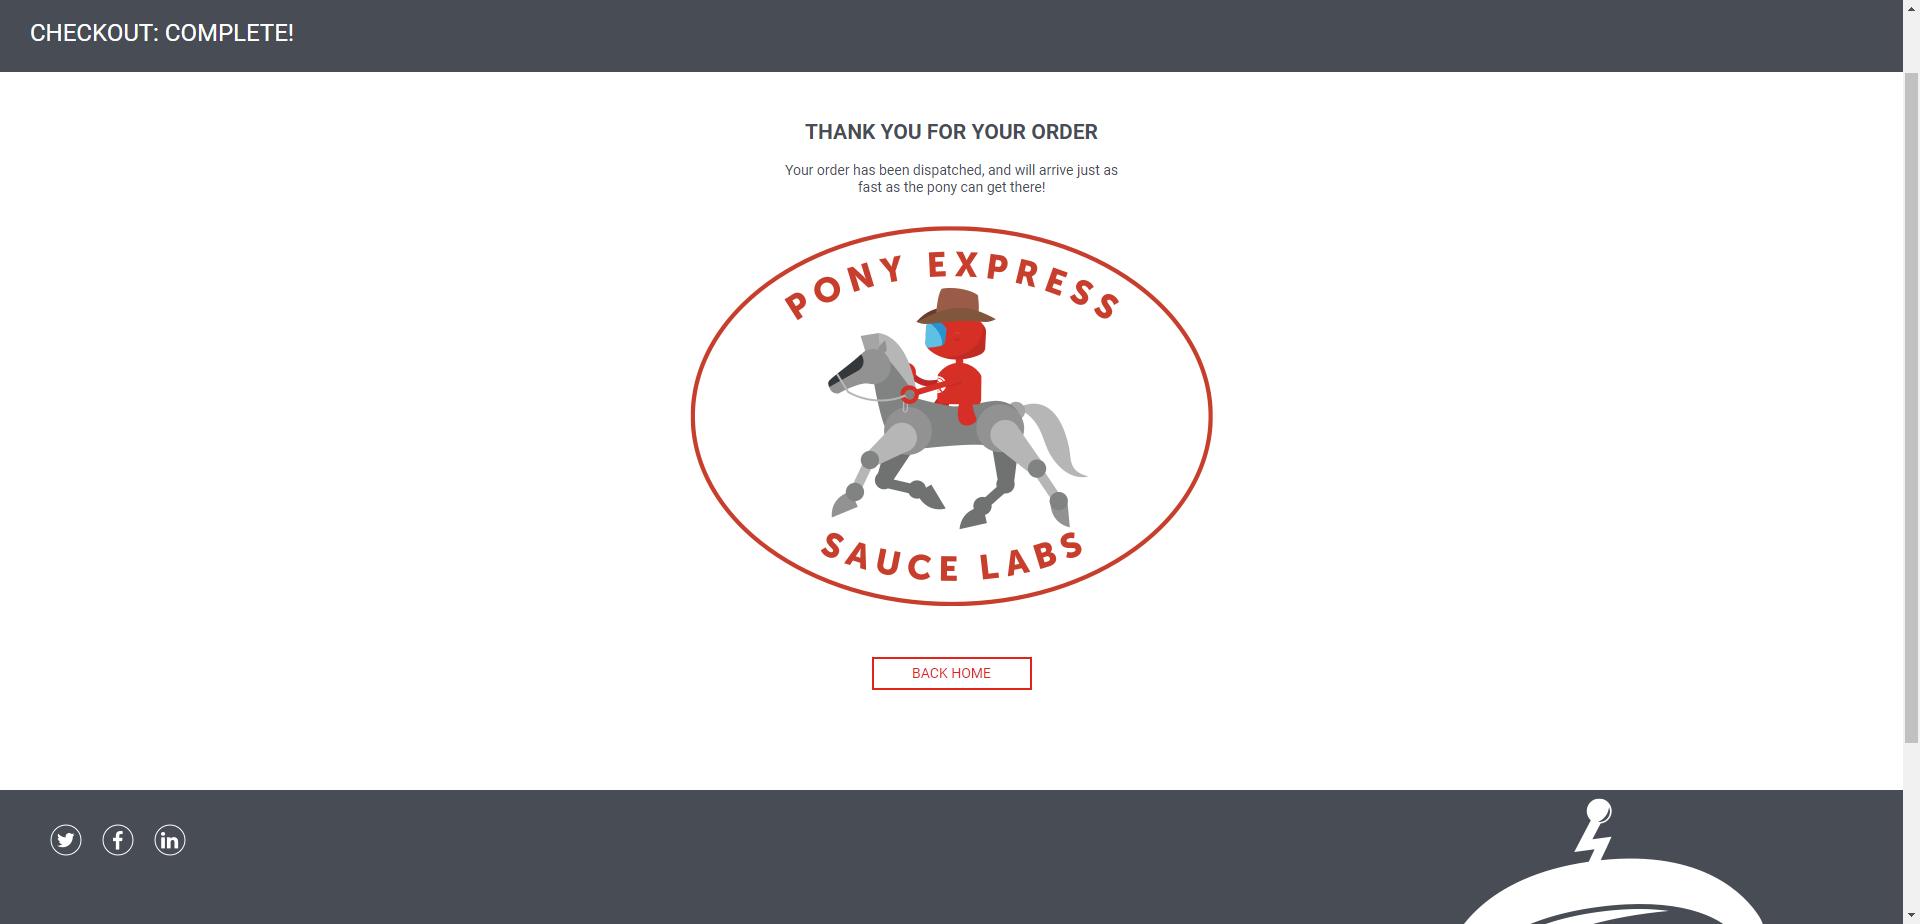 CHECKOUT: COMPLETE!
THANK YOU FOR YOUR ORDER
Your order has been dispatched, and will arrive just as
fast as the pony can get there!
PONY EXPRESS
SAUCE LABS
BACK HOME